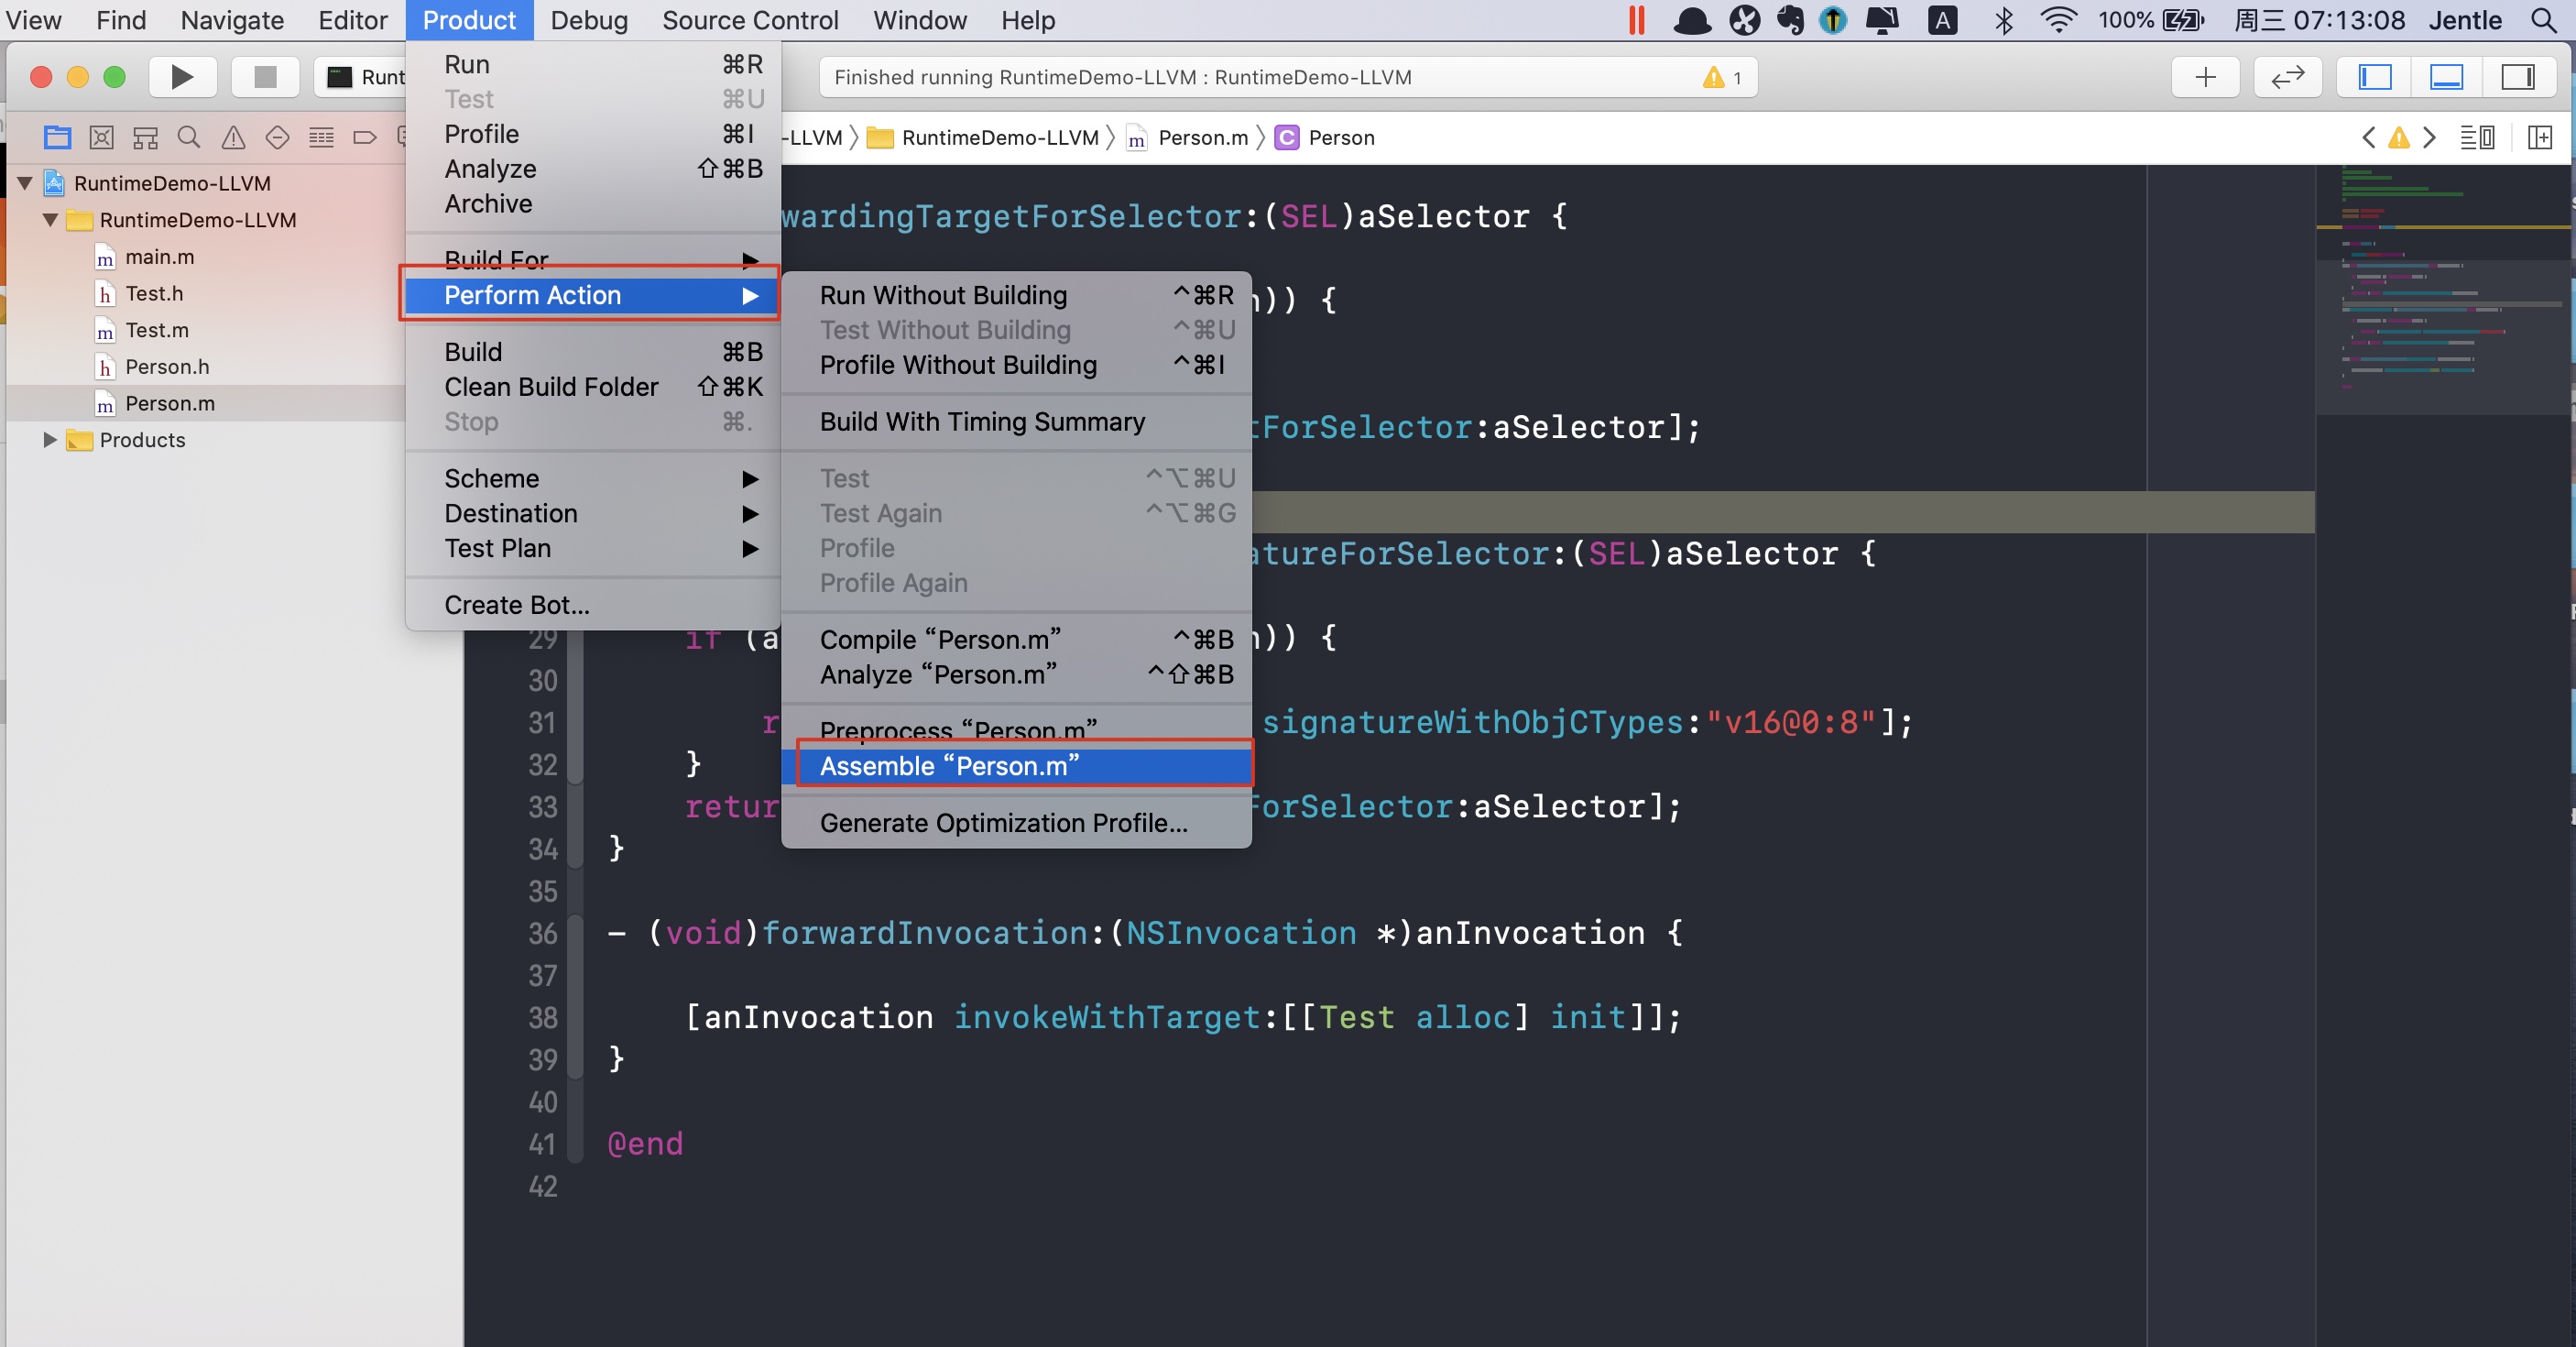 View Find Navigate Editor Product Debug Source Control Window Help
A 100% 周三 07:13:08 Jentle
Finished running RuntimeDemo-LLVM : RuntimeDemo-LLVM 1
-LLVM RuntimeDemo-LLVM m Person.m C Person
RuntimeDemo-LLVM
RuntimeDemo-LLVM
m main.m
h Test.h
m Test.m
h Person.h
m Person.m
Products
Run ⌘R
Test ⌘U
Profile ⌘I
Analyze ⇧⌘B
Archive
Build For
Perform Action
Build ⌘B
Clean Build Folder ⇧⌘K
Stop ⌘.
Scheme
Destination
Test Plan
Create Bot...
Run Without Building ^⌘R
Test Without Building ^⌘U
Profile Without Building ^⌘I
Build With Timing Summary
Test ^⌥⌘U
Test Again ^⌥⌘G
Profile
Profile Again
Compile “Person.m” ^⌘B
Analyze “Person.m” ^⇧⌘B
Preprocess “Person.m”
Assemble “Person.m”
Generate Optimization Profile...
wardingTargetForSelector:(SEL)aSelector {
)) {
tForSelector:aSelector];
atureForSelector:(SEL)aSelector {
29 if (a )) {
30
31 r signatureWithObjCTypes:"v16@0:8"];
32 }
33 retur ForSelector:aSelector];
34 }
35
36 - (void)forwardInvocation:(NSInvocation *)anInvocation {
37
38 [anInvocation invokeWithTarget:[[Test alloc] init]];
39 }
40
41 @end
42